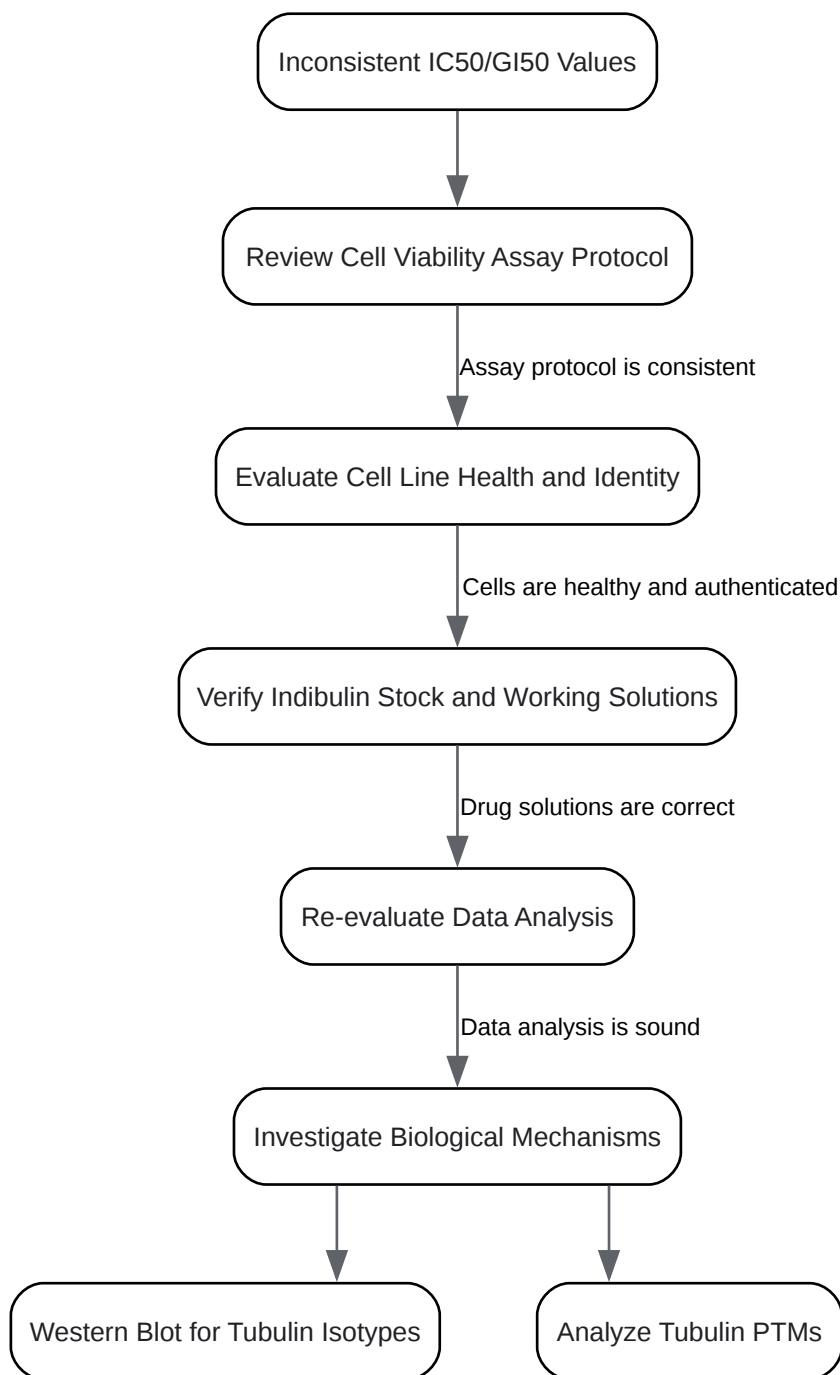 Inconsistent IC50/GI50 Values
Review Cell Viability Assay Protocol
Assay protocol is consistent
Evaluate Cell Line Health and Identity
Cells are healthy and authenticated
Verify Indibulin Stock and Working Solutions
Drug solutions are correct
Re-evaluate Data Analysis
Data analysis is sound
Investigate Biological Mechanisms
Western Blot for Tubulin Isotypes
Analyze Tubulin PTMs